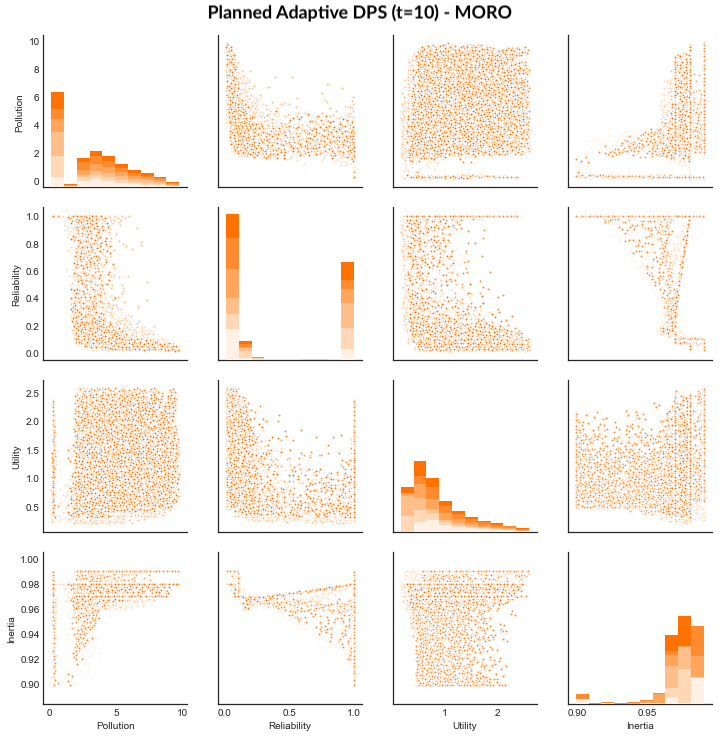 Planned Adaptive DPS (t=10) - MORO
10
8
6
4
2
0
Pollution
1.0
0.8
0.6
0.4
0.2
0.0
Reliability
2.5
2.0
1.5
1.0
0.5
Utility
1.00
0.98
0.96
0.94
0.92
0.90
Inertia
0 5 10
Pollution
0.0 0.5 1.0
Reliability
1 2
Utility
0.90 0.95
Inertia